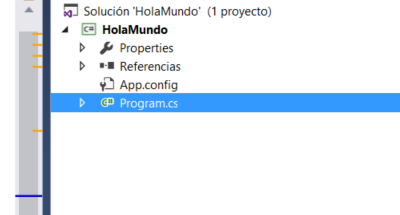 Solución 'HolaMundo' (1 proyecto)
C# HolaMundo
Properties
Referencias
App.config
C# Program.cs